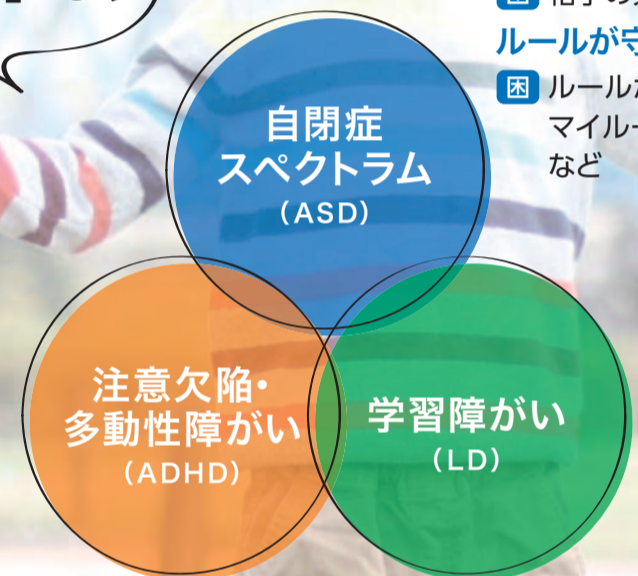 ルールが守
困 ルールが
マイルー
など
自閉症
スペクトラム
（ASD）
注意欠陥・
多動性障がい
（ADHD）
学習障がい
（LD）